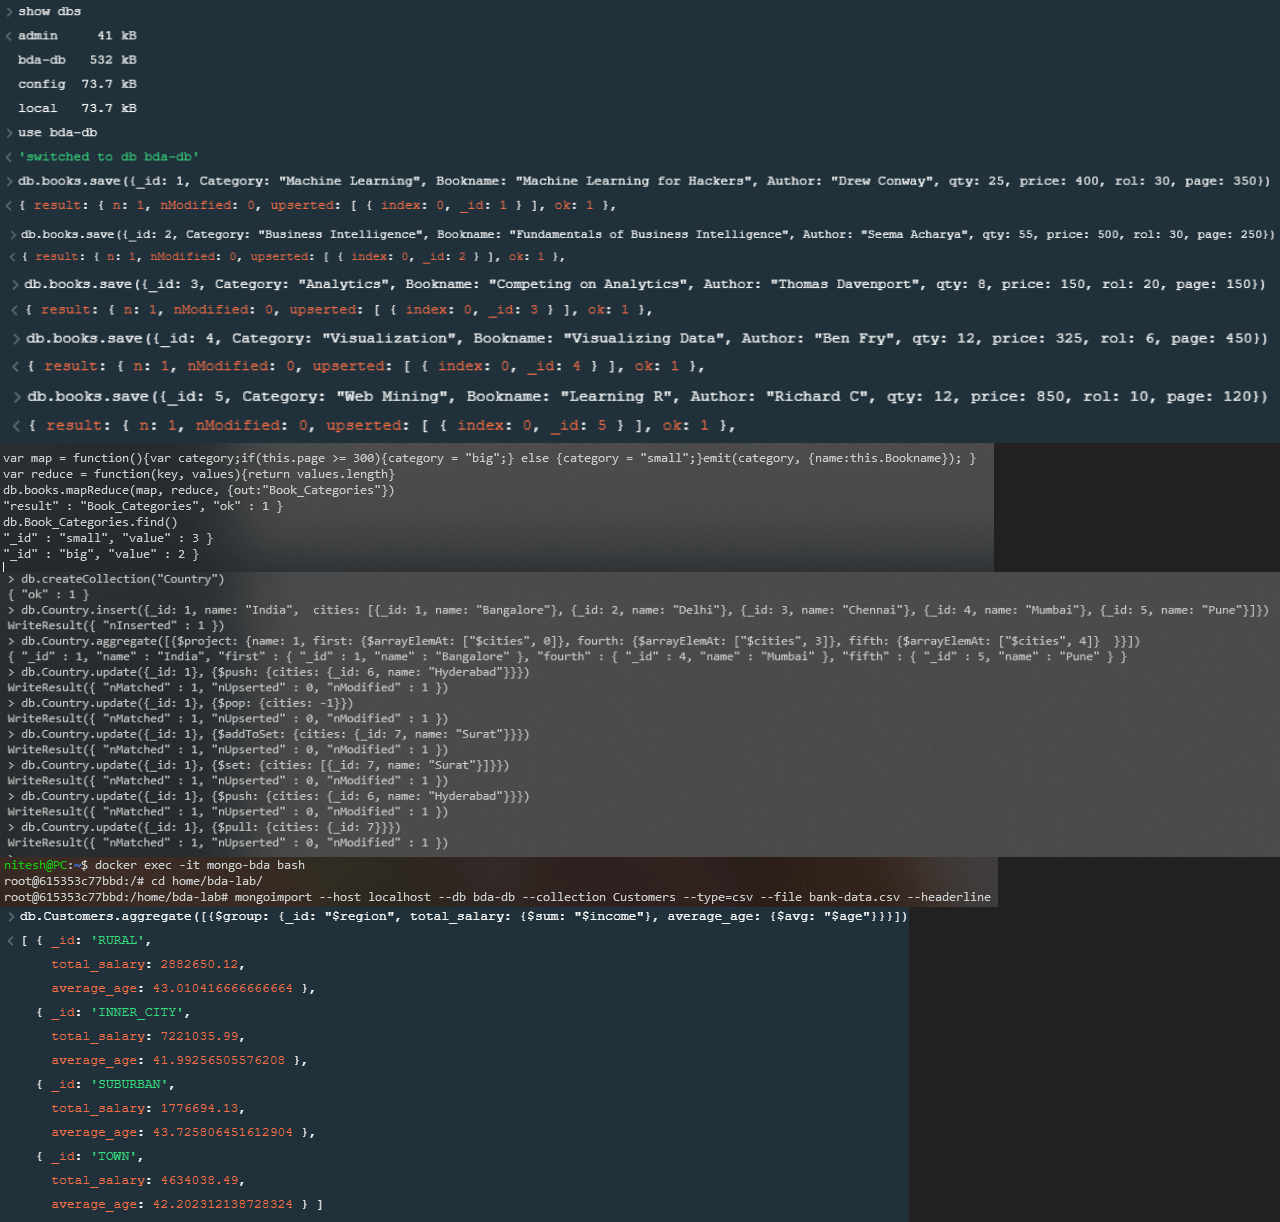 > show dbs
< admin 41 kB
bda-db 532 kB
config 73.7 kB
local 73.7 kB
> use bda-db
< 'switched to db bda-db'
> db.books.save({_id: 1, Category: "Machine Learning", Bookname: "Machine Learning for Hackers", Author: "Drew Conway", qty: 25, price: 400, rol: 30, page: 350})
< { result: { n: 1, nModified: 0, upserted: [ { index: 0, _id: 1 } ], ok: 1 },
> db.books.save({_id: 2, Category: "Business Intelligence", Bookname: "Fundamentals of Business Intelligence", Author: "Seema Acharya", qty: 55, price: 500, rol: 30, page: 250})
< { result: { n: 1, nModified: 0, upserted: [ { index: 0, _id: 2 } ], ok: 1 },
> db.books.save({_id: 3, Category: "Analytics", Bookname: "Competing on Analytics", Author: "Thomas Davenport", qty: 8, price: 150, rol: 20, page: 150})
< { result: { n: 1, nModified: 0, upserted: [ { index: 0, _id: 3 } ], ok: 1 },
> db.books.save({_id: 4, Category: "Visualization", Bookname: "Visualizing Data", Author: "Ben Fry", qty: 12, price: 325, rol: 6, page: 450})
< { result: { n: 1, nModified: 0, upserted: [ { index: 0, _id: 4 } ], ok: 1 },
> db.books.save({_id: 5, Category: "Web Mining", Bookname: "Learning R", Author: "Richard C", qty: 12, price: 850, rol: 10, page: 120})
< { result: { n: 1, nModified: 0, upserted: [ { index: 0, _id: 5 } ], ok: 1 },
var map = function(){var category;if(this.page >= 300){category = "big";} else {category = "small";}emit(category, {name:this.Bookname}); }
var reduce = function(key, values){return values.length}
db.books.mapReduce(map, reduce, {out:"Book_Categories"})
"result" : "Book_Categories", "ok" : 1 }
db.Book_Categories.find()
"_id" : "small", "value" : 3 }
"_id" : "big", "value" : 2 }
> db.createCollection("Country")
{ "ok" : 1 }
> db.Country.insert({_id: 1, name: "India",  cities: [{_id: 1, name: "Bangalore"}, {_id: 2, name: "Delhi"}, {_id: 3, name: "Chennai"}, {_id: 4, name: "Mumbai"}, {_id: 5, name: "Pune"}]})
WriteResult({ "nInserted" : 1 })
> db.Country.aggregate([{$project: {name: 1, first: {$arrayElemAt: ["$cities", 0]}, fourth: {$arrayElemAt: ["$cities", 3]}, fifth: {$arrayElemAt: ["$cities", 4]}  }}])
{ "_id" : 1, "name" : "India", "first" : { "_id" : 1, "name" : "Bangalore" }, "fourth" : { "_id" : 4, "name" : "Mumbai" }, "fifth" : { "_id" : 5, "name" : "Pune" } }
> db.Country.update({_id: 1}, {$push: {cities: {_id: 6, name: "Hyderabad"}}})
WriteResult({ "nMatched" : 1, "nUpserted" : 0, "nModified" : 1 })
> db.Country.update({_id: 1}, {$pop: {cities: -1}})
WriteResult({ "nMatched" : 1, "nUpserted" : 0, "nModified" : 1 })
> db.Country.update({_id: 1}, {$addToSet: {cities: {_id: 7, name: "Surat"}}})
WriteResult({ "nMatched" : 1, "nUpserted" : 0, "nModified" : 1 })
> db.Country.update({_id: 1}, {$set: {cities: [{_id: 7, name: "Surat"}]}})
WriteResult({ "nMatched" : 1, "nUpserted" : 0, "nModified" : 1 })
> db.Country.update({_id: 1}, {$push: {cities: {_id: 6, name: "Hyderabad"}}})
WriteResult({ "nMatched" : 1, "nUpserted" : 0, "nModified" : 1 })
> db.Country.update({_id: 1}, {$pull: {cities: {_id: 7}}})
WriteResult({ "nMatched" : 1, "nUpserted" : 0, "nModified" : 1 })
nitesh@PC:~$ docker exec -it mongo-bda bash
root@615353c77bbd:/# cd home/bda-lab/
root@615353c77bbd:/home/bda-lab# mongoimport --host localhost --db bda-db --collection Customers --type=csv --file bank-data.csv --headerline
> db.Customers.aggregate([{$group: {_id: "$region", total_salary: {$sum: "$income"}, average_age: {$avg: "$age"}}}])
< [ { _id: 'RURAL',
total_salary: 2882650.12,
average_age: 43.010416666666664 },
{ _id: 'INNER_CITY',
total_salary: 7221035.99,
average_age: 41.99256505576208 },
{ _id: 'SUBURBAN',
total_salary: 1776694.13,
average_age: 43.725806451612904 },
{ _id: 'TOWN',
total_salary: 4634038.49,
average_age: 42.202312138728324 } ]